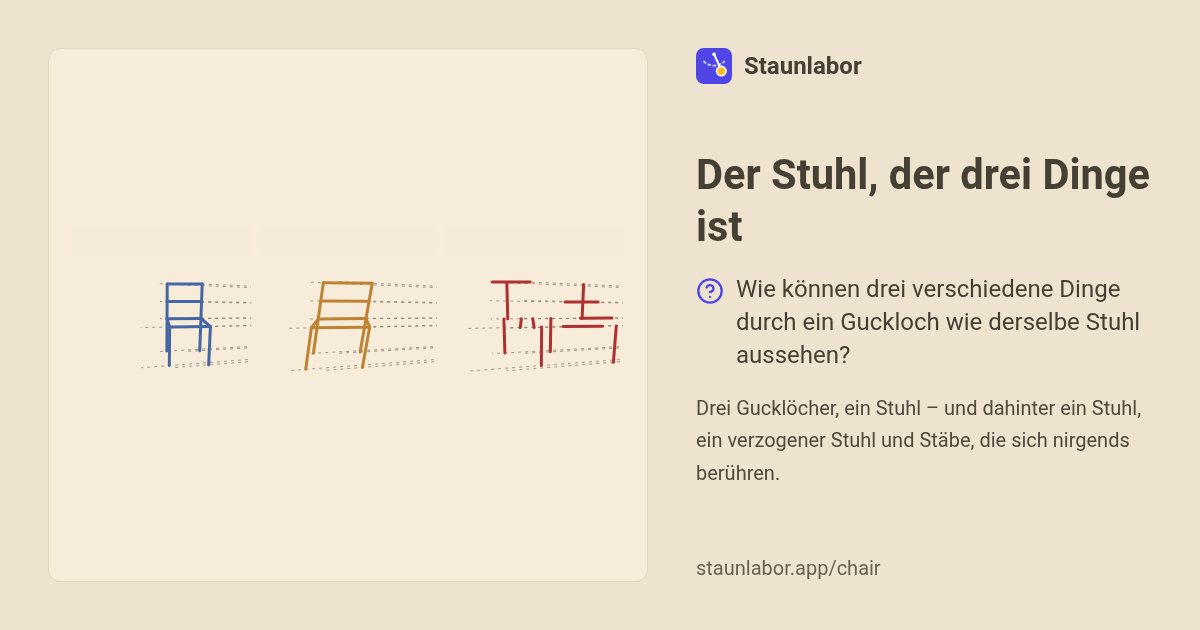 Staunlabor
Der Stuhl, der drei Dinge
ist
Wie können drei verschiedene Dinge
durch ein Guckloch wie derselbe Stuhl
aussehen?
Drei Gucklöcher, ein Stuhl – und dahinter ein Stuhl,
ein verzogener Stuhl und Stäbe, die sich nirgends
berühren.
staunlabor.app/chair